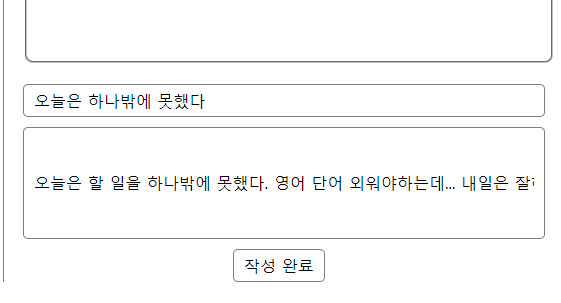 오늘은 하나밖에 못했다
오늘은 할 일을 하나밖에 못했다. 영어 단어 외워야하는데... 내일은
작성 완료